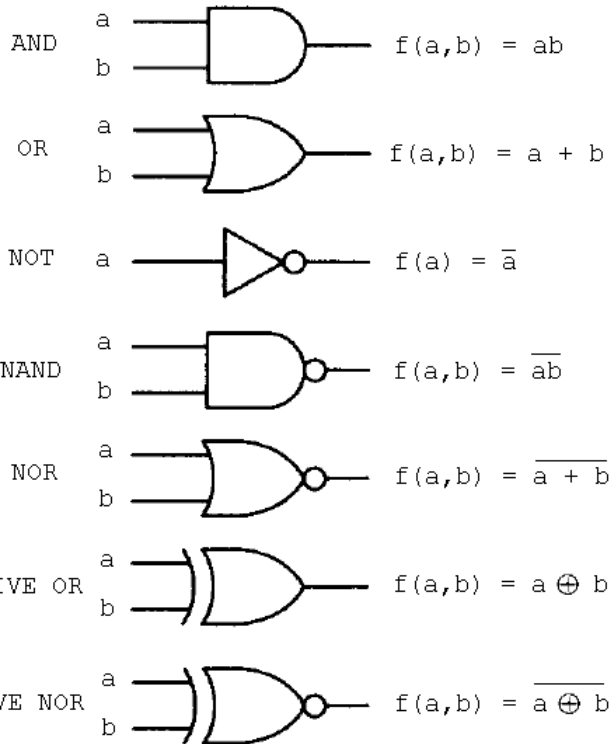 a
AND f(a,b) = ab
b
a
OR f(a,b) = a + b
b
NOT a f(a) = a̅
a
NAND f(a,b) = a̅b̅
b
a
NOR f(a,b) = a̅ ̅+̅ ̅b̅
b
a
IVE OR f(a,b) = a ⊕ b
b
a
VE NOR f(a,b) = a̅ ̅⊕̅ ̅b̅
b